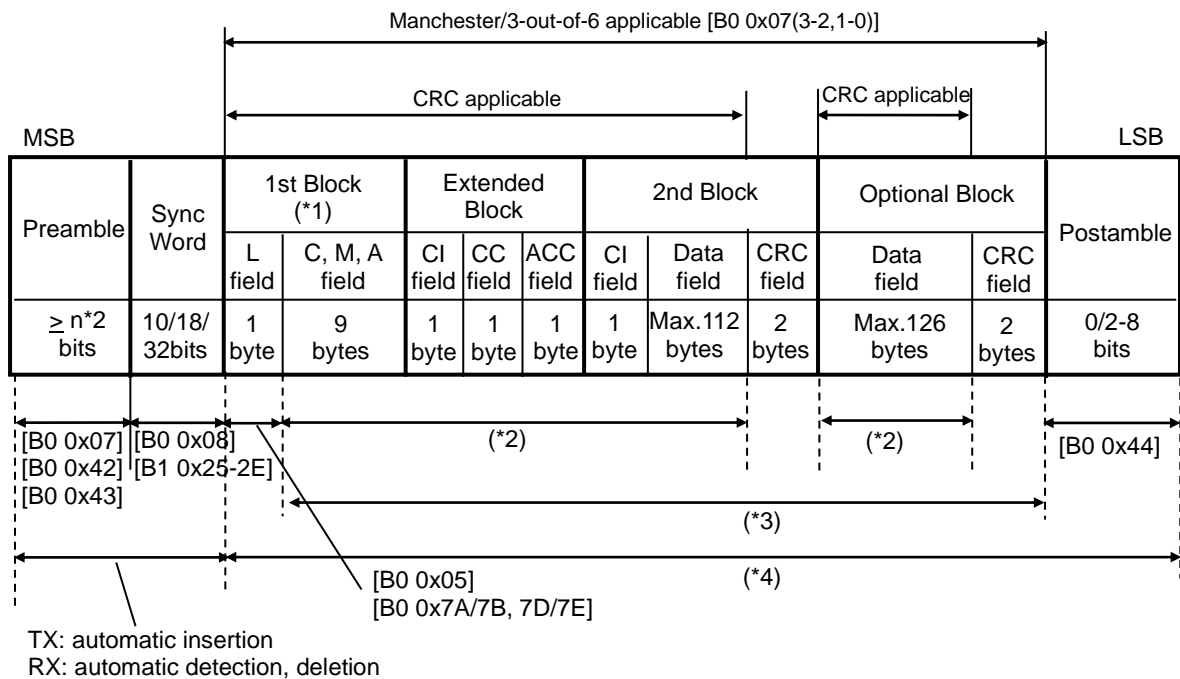 Manchester/3-out-of-6 applicable [B0 0x07(3-2,1-0)]
CRC applicable
CRC applicable
MSB
LSB
Preamble
Sync
Word
1st Block
(*1)
Extended
Block
2nd Block
Optional Block
Postamble
L
field
C, M, A
field
CI
field
CC
field
ACC
field
CI
field
Data
field
CRC
field
Data
field
CRC
field
≥ n*2
bits
10/18/
32bits
1
byte
9
bytes
1
byte
1
byte
1
byte
1
byte
Max.112
bytes
2
bytes
Max.126
bytes
2
bytes
0/2-8
bits
[B0 0x07]
[B0 0x42]
[B0 0x43]
[B0 0x08]
[B1 0x25-2E]
(*2)
(*2)
[B0 0x44]
(*3)
(*4)
[B0 0x05]
[B0 0x7A/7B, 7D/7E]
TX: automatic insertion
RX: automatic detection, deletion